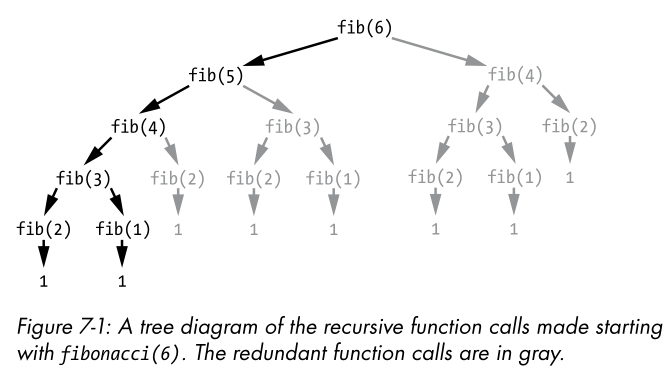 fib(6)
fib(5) fib(4)
fib(4) fib(3) fib(3) fib(2)
fib(3) fib(2) fib(2) fib(1) fib(2) fib(1) 1
fib(2) fib(1) 1 1 1 1 1
1 1
Figure 7-1: A tree diagram of the recursive function calls made starting
with fibonacci(6). The redundant function calls are in gray.